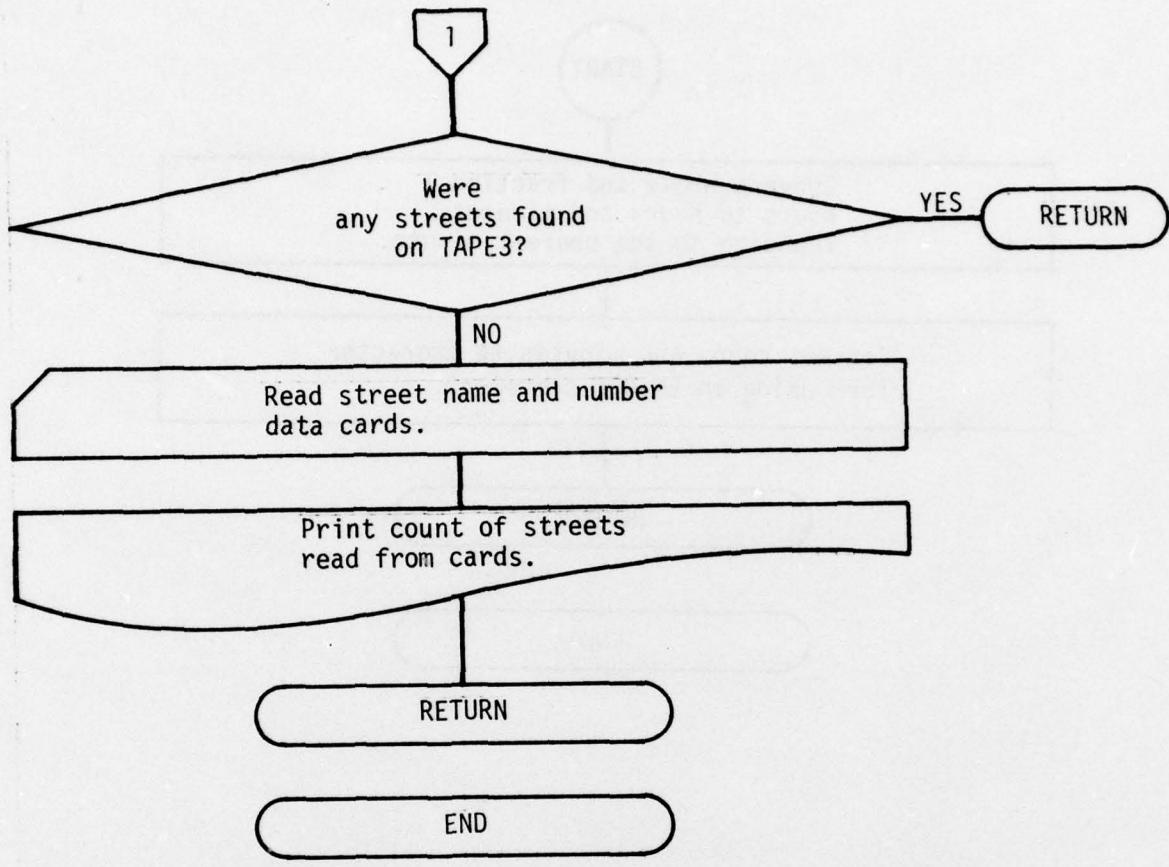 1
Were
any streets found
on TAPE3?
YES
RETURN
NO
Read street name and number
data cards.
Print count of streets
read from cards.
RETURN
END
START